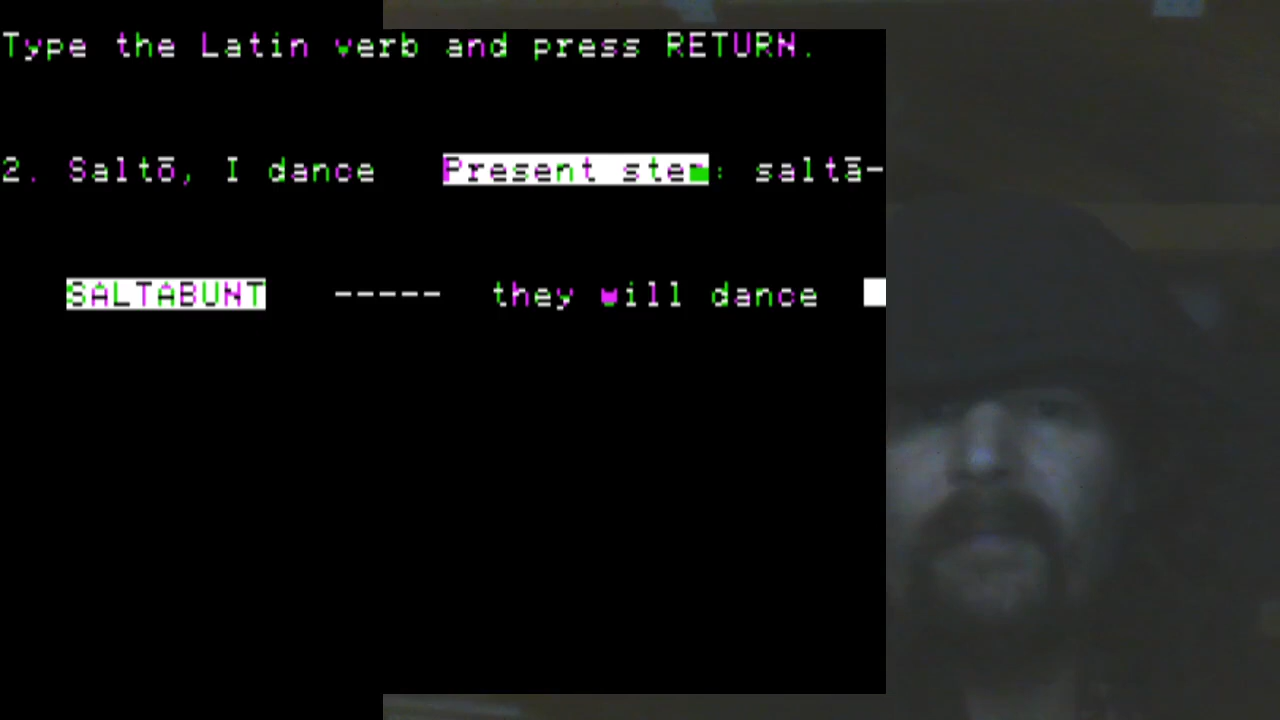 Type the Latin verb and press RETURN.
2. Saltō, I dance Present stem: saltā-
SALTABUNT ----- they will dance